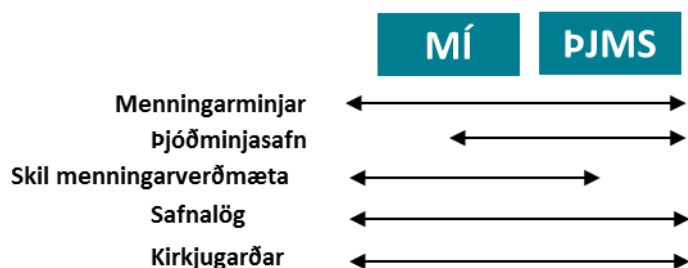 MÍ ÞJMS
Menningarminjar
Þjóðminjasafn
Skil menningarverðmæta
Safnalög
Kirkjugarðar